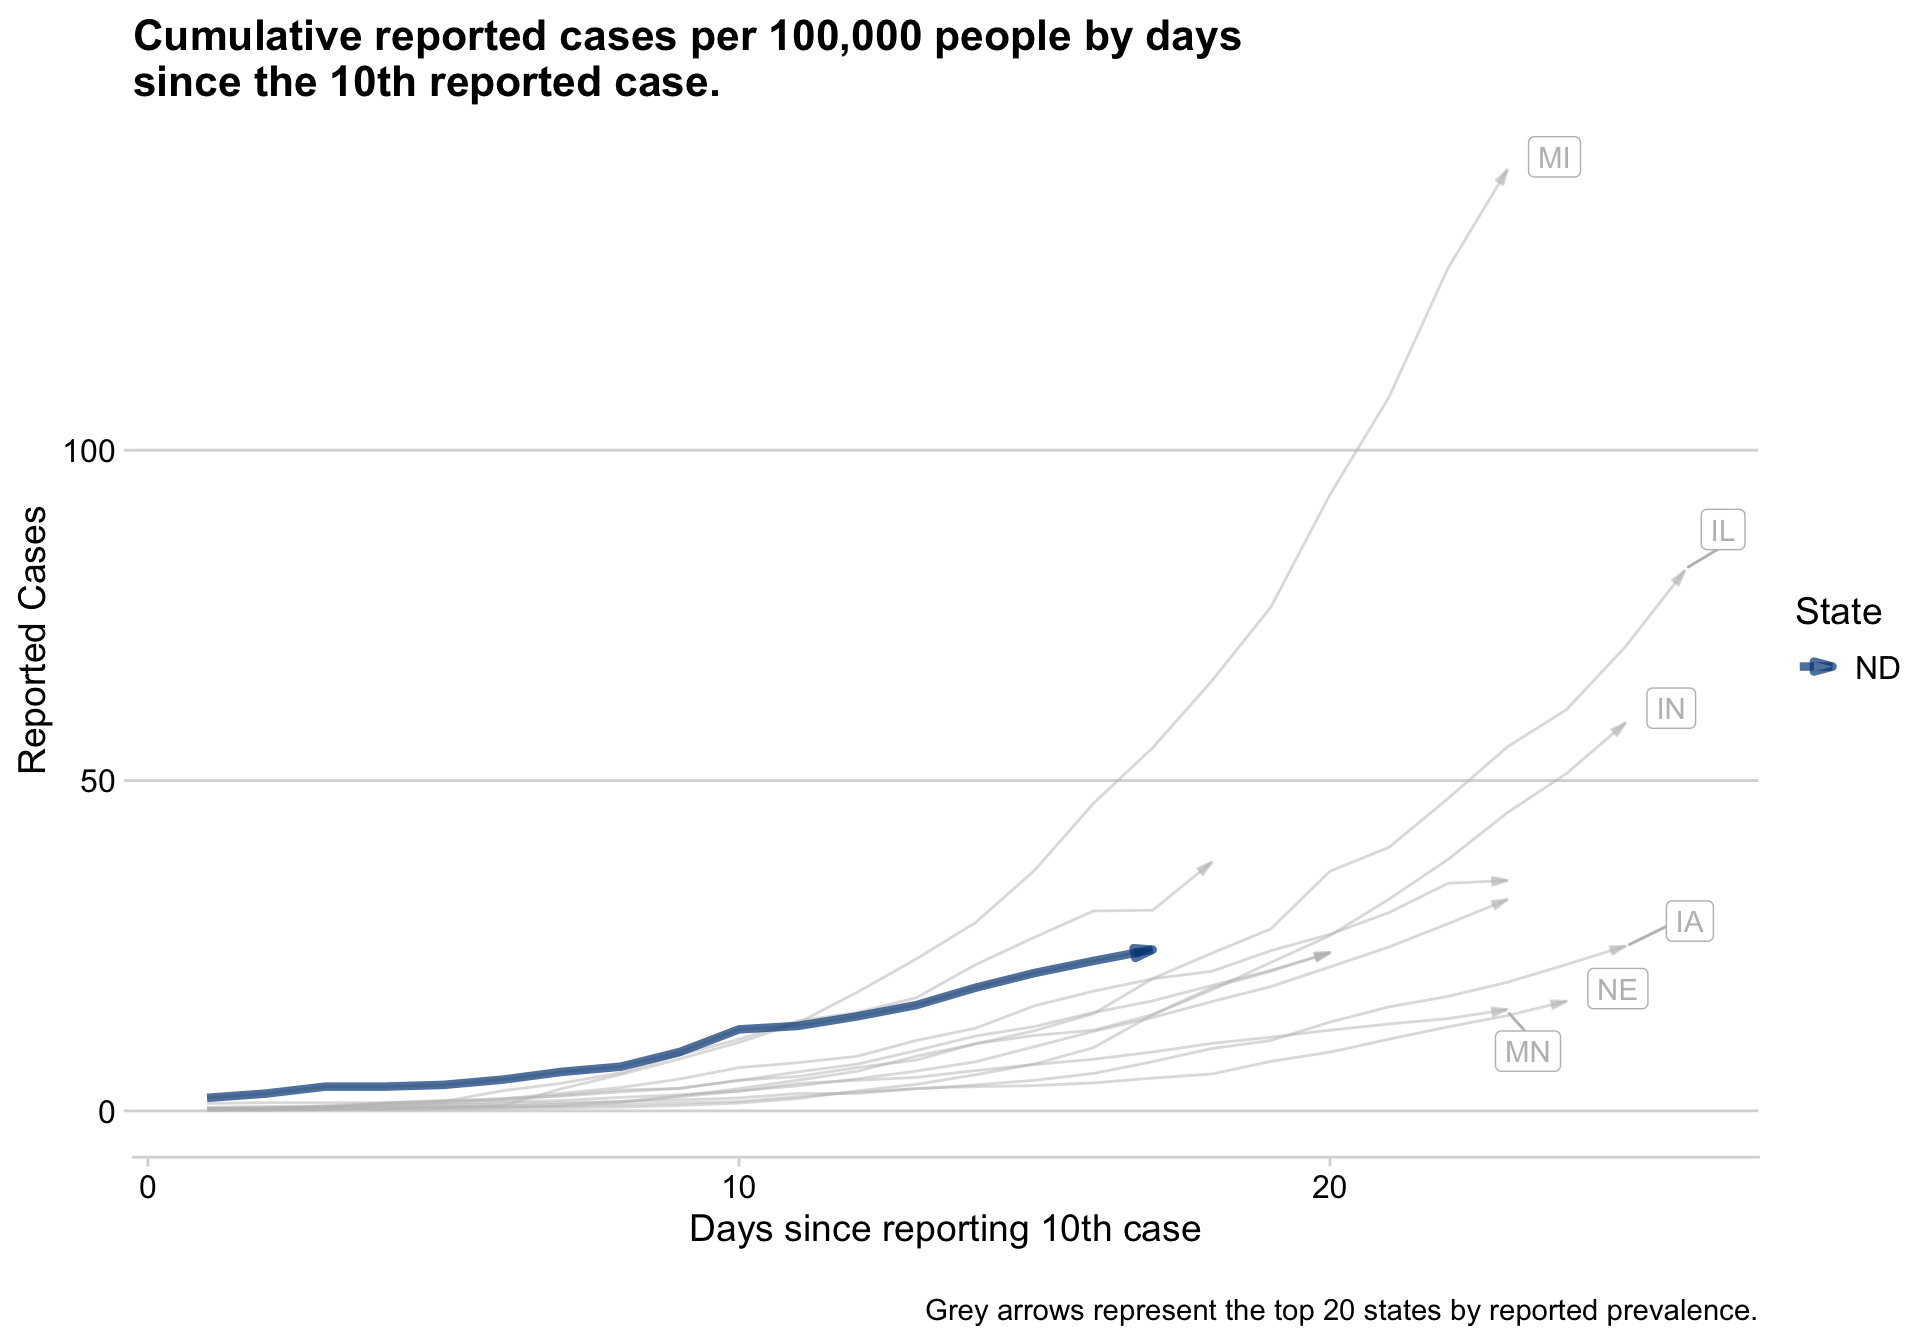 Cumulative reported cases per 100,000 people by days
since the 10th reported case.
MI
100
IL
Reported Cases
State
ND
IN
50
IA
NE
MN
0
0
10
20
Days since reporting 10th case
Grey arrows represent the top 20 states by reported prevalence.